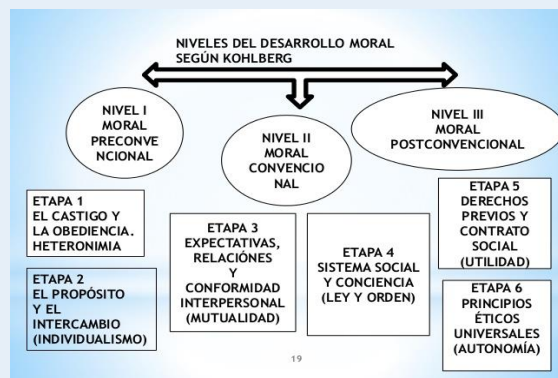 NIVELES DEL DESARROLLO MORAL
SEGÚN KOHLBERG
NIVEL I
MORAL
PRECONVE
NCIONAL
NIVEL II
MORAL
CONVENCIO
NAL
NIVEL III
MORAL
POSTCONVENCIONAL
ETAPA 1
EL CASTIGO Y
LA OBEDIENCIA.
HETERONIMIA
ETAPA 2
EL PROPÓSITO
Y EL
INTERCAMBIO
(INDIVIDUALISMO)
ETAPA 3
EXPECTATIVAS,
RELACIÓNES
Y
CONFORMIDAD
INTERPERSONAL
(MUTUALIDAD)
ETAPA 4
SISTEMA SOCIAL
Y CONCIENCIA
(LEY Y ORDEN)
ETAPA 5
DERECHOS
PREVIOS Y
CONTRATO
SOCIAL
(UTILIDAD)
ETAPA 6
PRINCIPIOS
ÉTICOS
UNIVERSALES
(AUTONOMÍA)
19